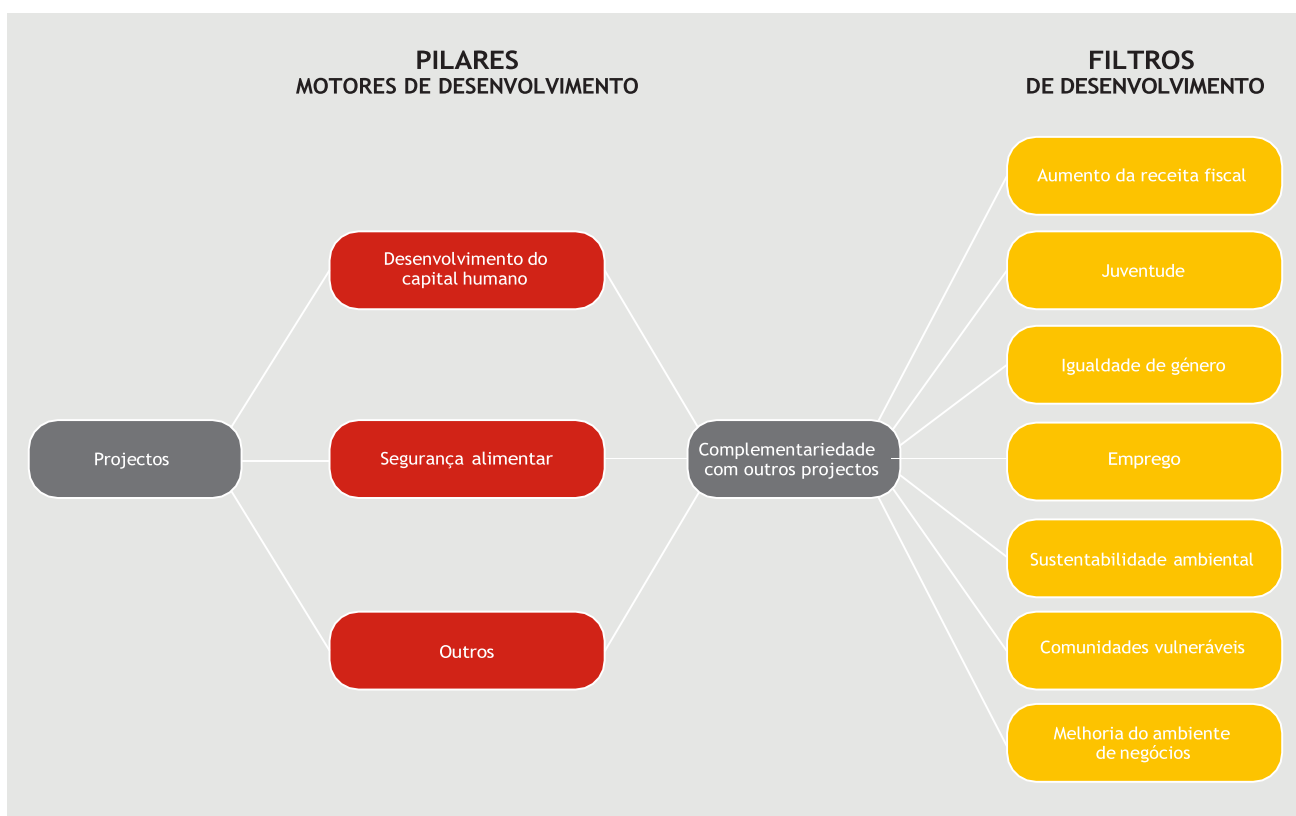 PILARES
MOTORES DE DESENVOLVIMENTO
FILTROS
DE DESENVOLVIMENTO
Projectos
Desenvolvimento do
capital humano
Segurança alimentar
Outros
Complementariedade
com outros projectos
Aumento da receita fiscal
Juventude
Igualdade de género
Emprego
Sustentabilidade ambiental
Comunidades vulneráveis
Melhoria do ambiente
de negócios